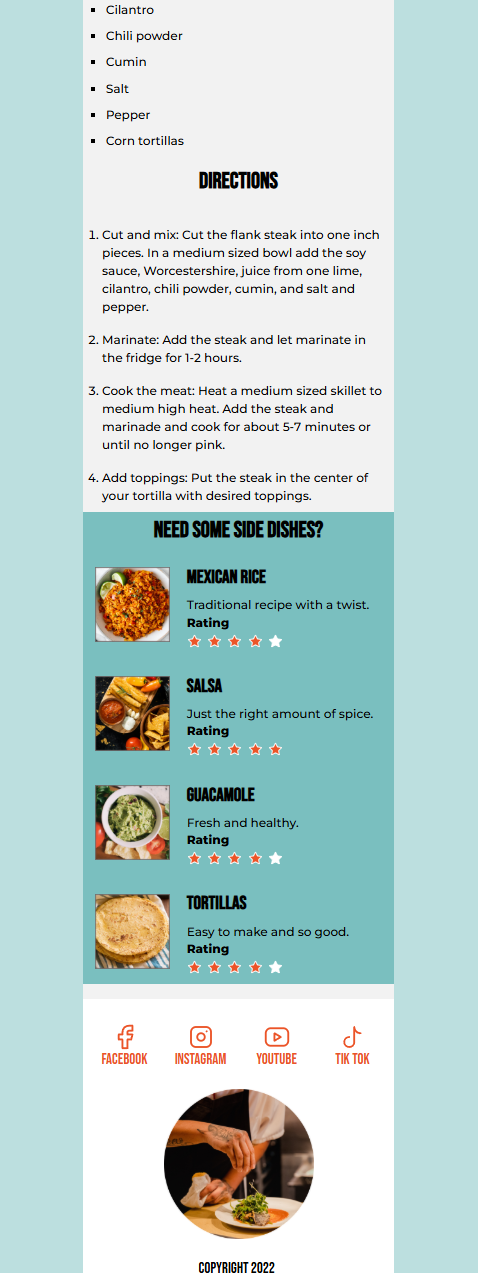 Cilantro
Chili powder
Cumin
Salt
Pepper
Corn tortillas
DIRECTIONS
1. Cut and mix: Cut the flank steak into one inch
pieces. In a medium sized bowl add the soy
sauce, Worcestershire, juice from one lime,
cilantro, chili powder, cumin, and salt and
pepper.
2. Marinate: Add the steak and let marinate in
the fridge for 1-2 hours.
3. Cook the meat: Heat a medium sized skillet to
medium high heat. Add the steak and
marinade and cook for about 5-7 minutes or
until no longer pink.
4. Add toppings: Put the steak in the center of
your tortilla with desired toppings.
NEED SOME SIDE DISHES?
MEXICAN RICE
Traditional recipe with a twist.
Rating
SALSA
Just the right amount of spice.
Rating
GUACAMOLE
Fresh and healthy.
Rating
TORTILLAS
Easy to make and so good.
Rating
FACEBOOK INSTAGRAM YOUTUBE TIK TOK
COPYRIGHT 2022